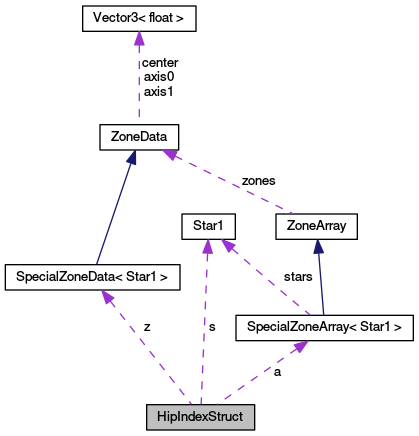 Vector3< float >
center
axis0
axis1
ZoneData
zones
Star1
ZoneArray
SpecialZoneData< Star1 >
stars
SpecialZoneArray< Star1 >
z
s
a
HipIndexStruct